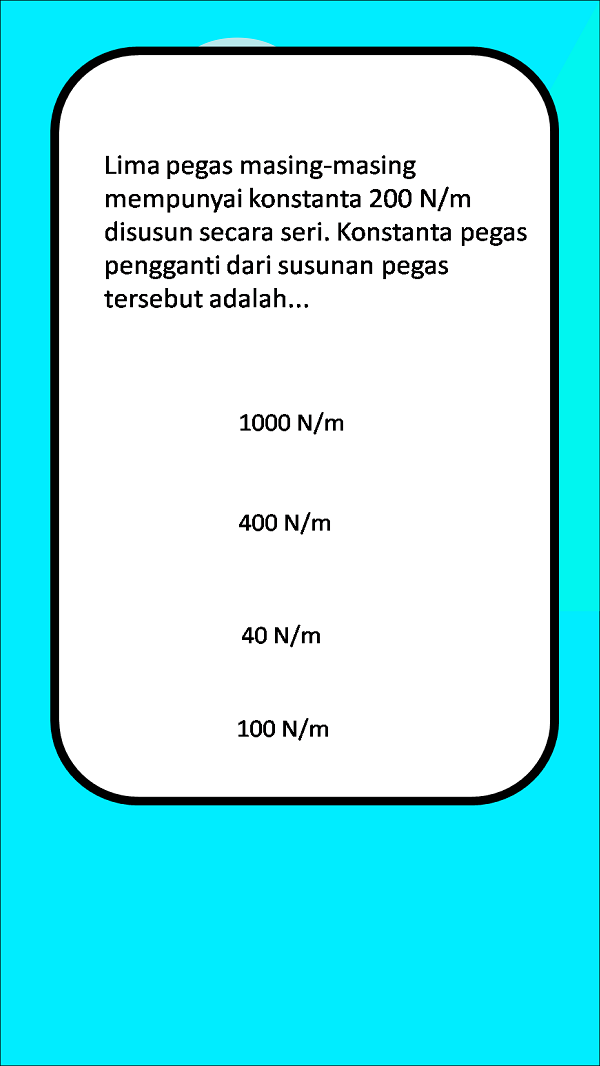 Lima pegas masing-masing
mempunyai konstanta 200 N/m
disusun secara seri. Konstanta pegas
pengganti dari susunan pegas
tersebut adalah...
1000 N/m
400 N/m
40 N/m
100 N/m